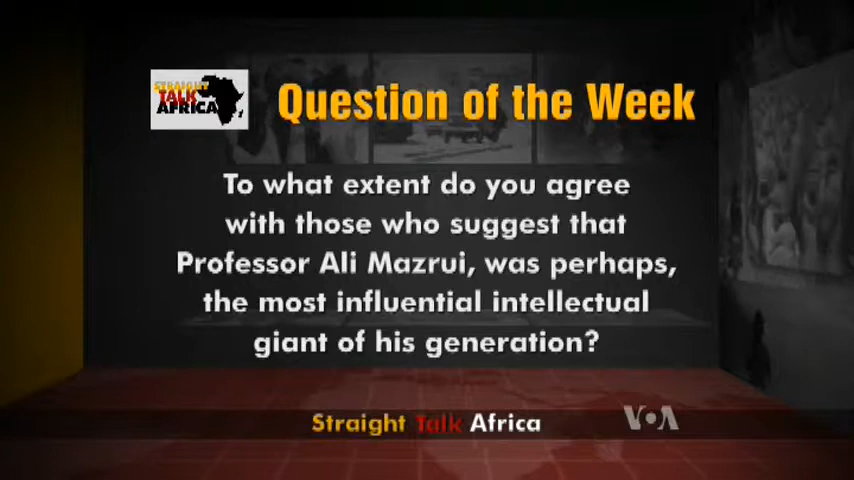 STRAIGHT
TALK
AFRICA
Question of the Week
To what extent do you agree
with those who suggest that
Professor Ali Mazrui, was perhaps,
the most influential intellectual
giant of his generation?
Straight Talk Africa
VOA